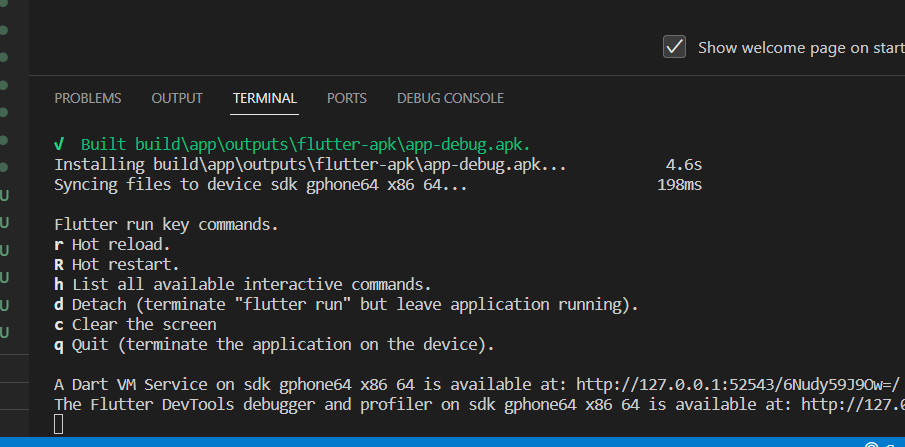 Show welcome page on start
PROBLEMS OUTPUT TERMINAL PORTS DEBUG CONSOLE
√ Built build\app\outputs\flutter-apk\app-debug.apk.
Installing build\app\outputs\flutter-apk\app-debug.apk... 4.6s
Syncing files to device sdk gphone64 x86 64... 198ms
Flutter run key commands.
r Hot reload.
R Hot restart.
h List all available interactive commands.
d Detach (terminate "flutter run" but leave application running).
c Clear the screen
q Quit (terminate the application on the device).
A Dart VM Service on sdk gphone64 x86 64 is available at: http://127.0.0.1:52543/6Nudy59J9Ow=/
The Flutter DevTools debugger and profiler on sdk gphone64 x86 64 is available at: http://127.0
U
U
U
U
U
U